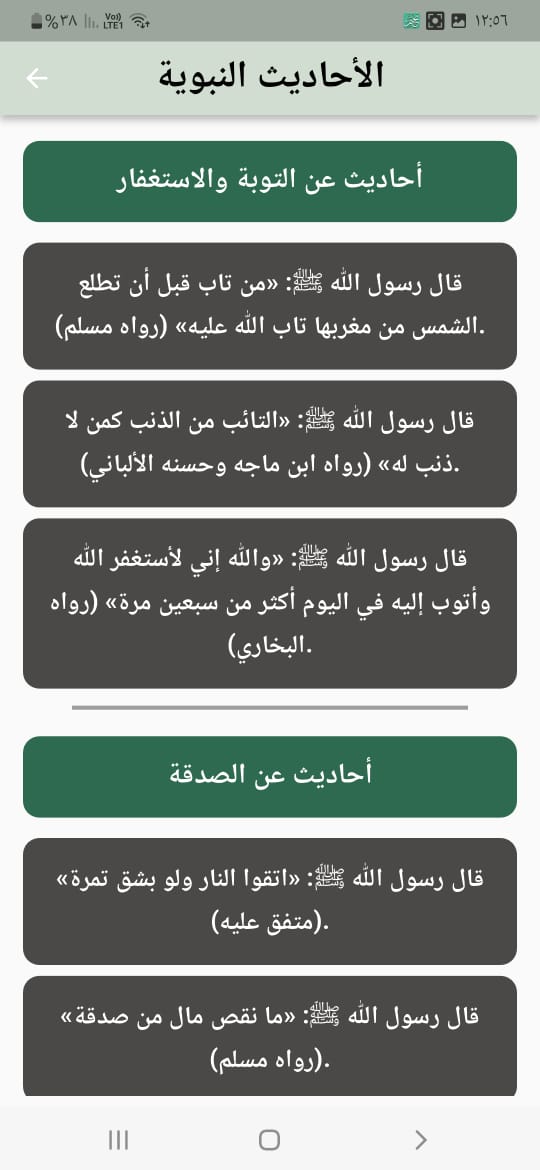 ١٢:٥٦
%٣٨
Vo)) LTE1
الأحاديث النبوية
أحاديث عن التوبة والاستغفار
قال رسول الله ﷺ: «من تاب قبل أن تطلع
الشمس من مغربها تاب الله عليه» (رواه مسلم).
قال رسول الله ﷺ: «التائب من الذنب كمن لا
ذنب له» (رواه ابن ماجه وحسنه الألباني).
قال رسول الله ﷺ: «والله إني لأستغفر الله
وأتوب إليه في اليوم أكثر من سبعين مرة» (رواه
البخاري).
أحاديث عن الصدقة
قال رسول الله ﷺ: «اتقوا النار ولو بشق تمرة»
(متفق عليه).
قال رسول الله ﷺ: «ما نقص مال من صدقة»
(رواه مسلم).